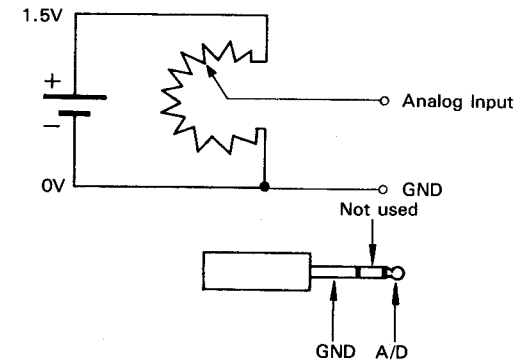 1.5V
+
−
Analog Input
0V
GND
Not used
GND
A/D